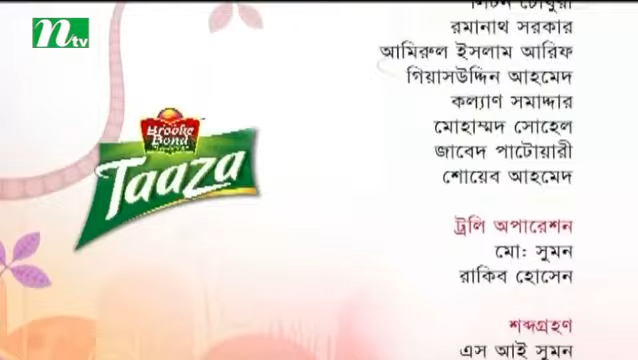 ntv
লিটন চৌধুরী
রমানাথ সরকার
আমিরুল ইসলাম আরিফ
গিয়াসউদ্দিন আহমেদ
কল্যাণ সমাদ্দার
মোহাম্মদ সোহেল
জাবেদ পাটোয়ারী
শোয়েব আহমেদ
Brooke
Bond
Taaza
ট্রলি অপারেশন
মো: সুমন
রাকিব হোসেন
শব্দগ্রহণ
এস আই সুমন